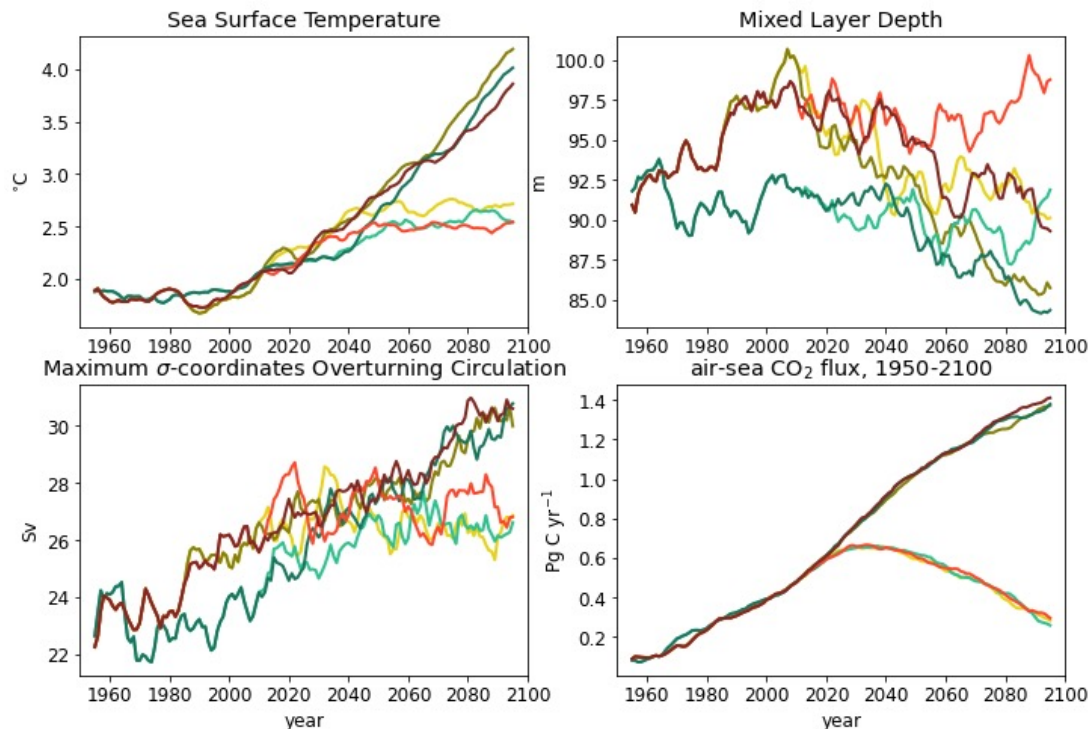 Sea Surface Temperature
°C
4.0
3.5
3.0
2.5
2.0
1960 1980 2000 2020 2040 2060 2080 2100
Mixed Layer Depth
m
100.0
97.5
95.0
92.5
90.0
87.5
85.0
1960 1980 2000 2020 2040 2060 2080 2100
Maximum σ-coordinates Overturning Circulation
Sv
30
28
26
24
22
1960 1980 2000 2020 2040 2060 2080 2100
year
air-sea CO₂ flux, 1950-2100
Pg C yr⁻¹
1.4
1.2
1.0
0.8
0.6
0.4
0.2
1960 1980 2000 2020 2040 2060 2080 2100
year